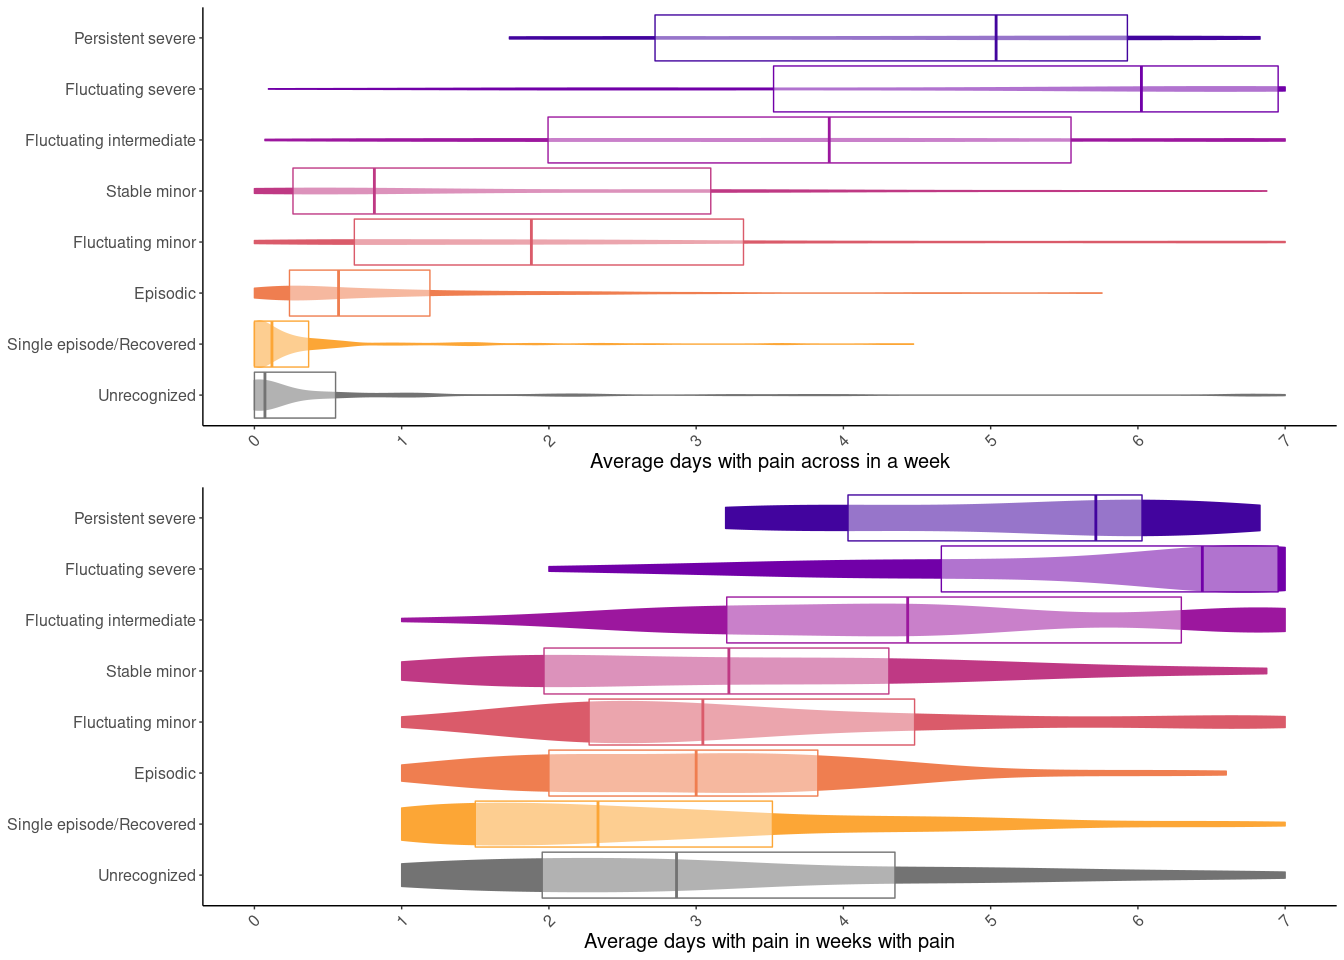 Persistent severe
Fluctuating severe
Fluctuating intermediate
Stable minor
Fluctuating minor
Episodic
Single episode/Recovered
Unrecognized
0 1 2 3 4 5 6 7
Average days with pain across in a week
Persistent severe
Fluctuating severe
Fluctuating intermediate
Stable minor
Fluctuating minor
Episodic
Single episode/Recovered
Unrecognized
0 1 2 3 4 5 6 7
Average days with pain in weeks with pain